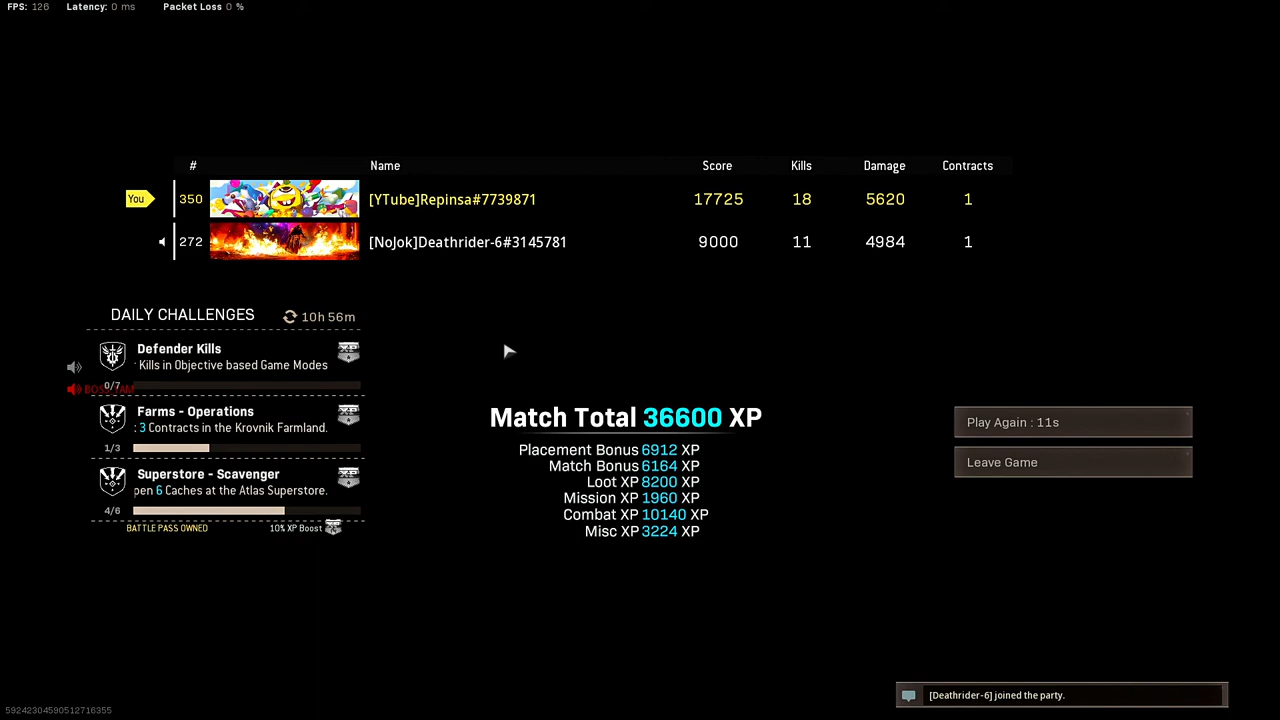 FPS: 126 Latency: 0 ms Packet Loss 0 %
# Name Score Kills Damage Contracts
You 350 [YTube]Repinsa#7739871 17725 18 5620 1
272 [NoJok]Deathrider-6#3145781 9000 11 4984 1
DAILY CHALLENGES 10h 56m
Defender Kills XP
Kills in Objective based Game Modes
0/7
Farms - Operations XP
: 3 Contracts in the Krovnik Farmland.
1/3
Superstore - Scavenger XP
pen 6 Caches at the Atlas Superstore.
4/6
BATTLE PASS OWNED 10% XP Boost
Match Total 36600 XP
Placement Bonus 6912 XP
Match Bonus 6164 XP
Loot XP 8200 XP
Mission XP 1960 XP
Combat XP 10140 XP
Misc XP 3224 XP
Play Again : 11s
Leave Game
[Deathrider-6] joined the party.
59242304590512716355